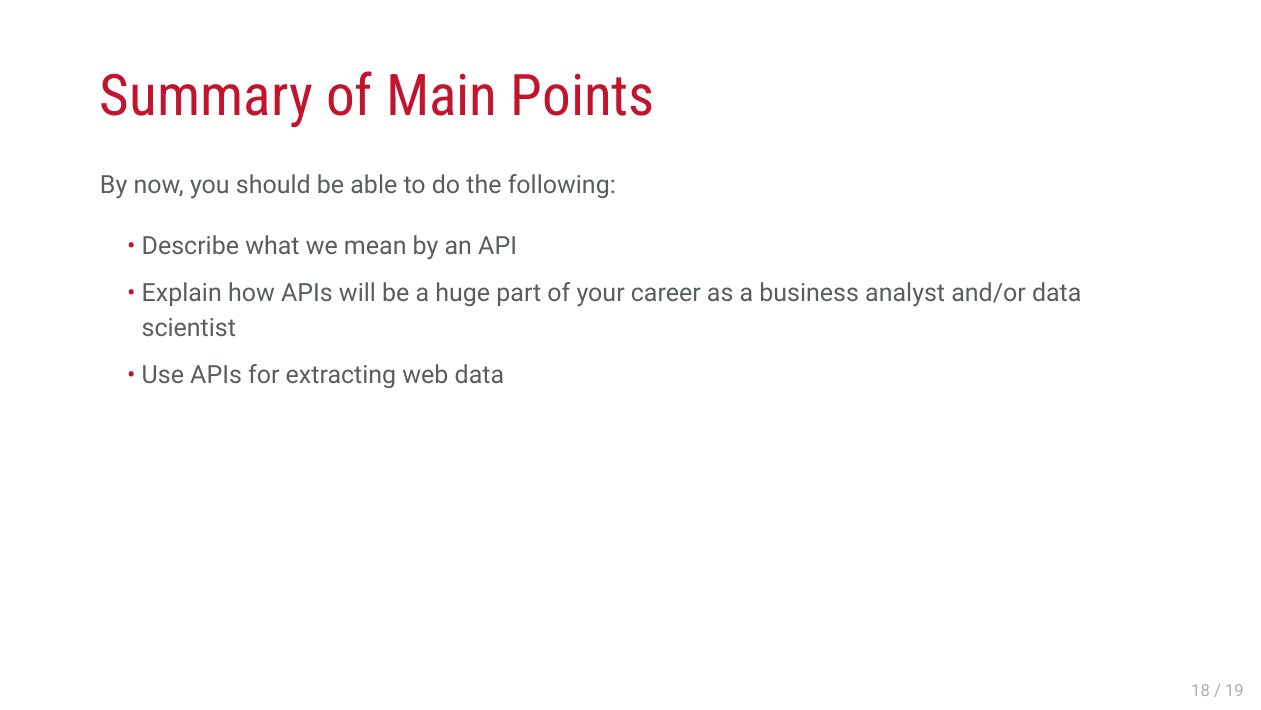 Summary of Main Points
By now, you should be able to do the following:
• Describe what we mean by an API
• Explain how APIs will be a huge part of your career as a business analyst and/or data
scientist
• Use APIs for extracting web data
18 / 19